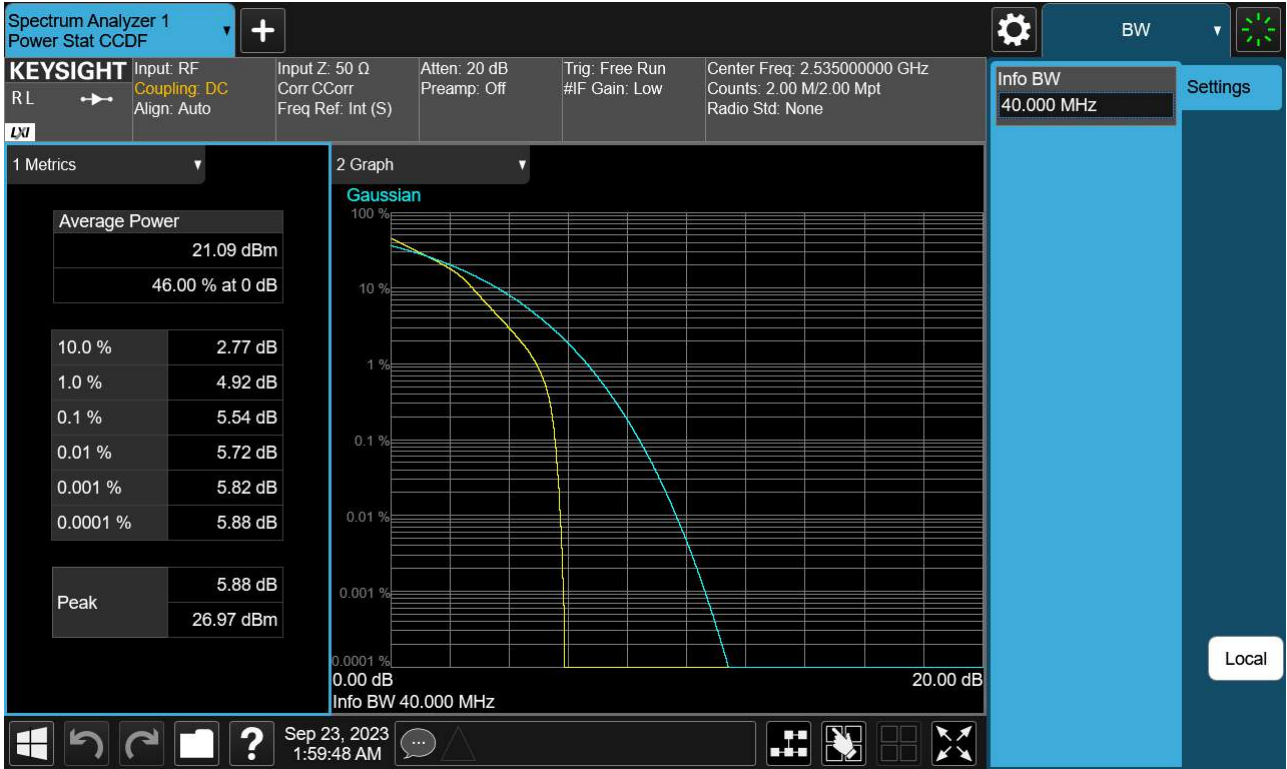 Spectrum Analyzer 1
Power Stat CCDF
+
BW
KEYSIGHT
RL
LXI
Input: RF
Coupling: DC
Align: Auto
Input Z: 50 Ω
Corr CCorr
Freq Ref: Int (S)
Atten: 20 dB
Preamp: Off
Trig: Free Run
#IF Gain: Low
Center Freq: 2.535000000 GHz
Counts: 2.00 M/2.00 Mpt
Radio Std: None
Info BW
40.000 MHz
Settings
1 Metrics
Average Power
21.09 dBm
46.00 % at 0 dB
10.0 % 2.77 dB
1.0 % 4.92 dB
0.1 % 5.54 dB
0.01 % 5.72 dB
0.001 % 5.82 dB
0.0001 % 5.88 dB
Peak
5.88 dB
26.97 dBm
2 Graph
Gaussian
100 %
10 %
1 %
0.1 %
0.01 %
0.001 %
0.0001 %
0.00 dB 20.00 dB
Info BW 40.000 MHz
Local
?
Sep 23, 2023
1:59:48 AM